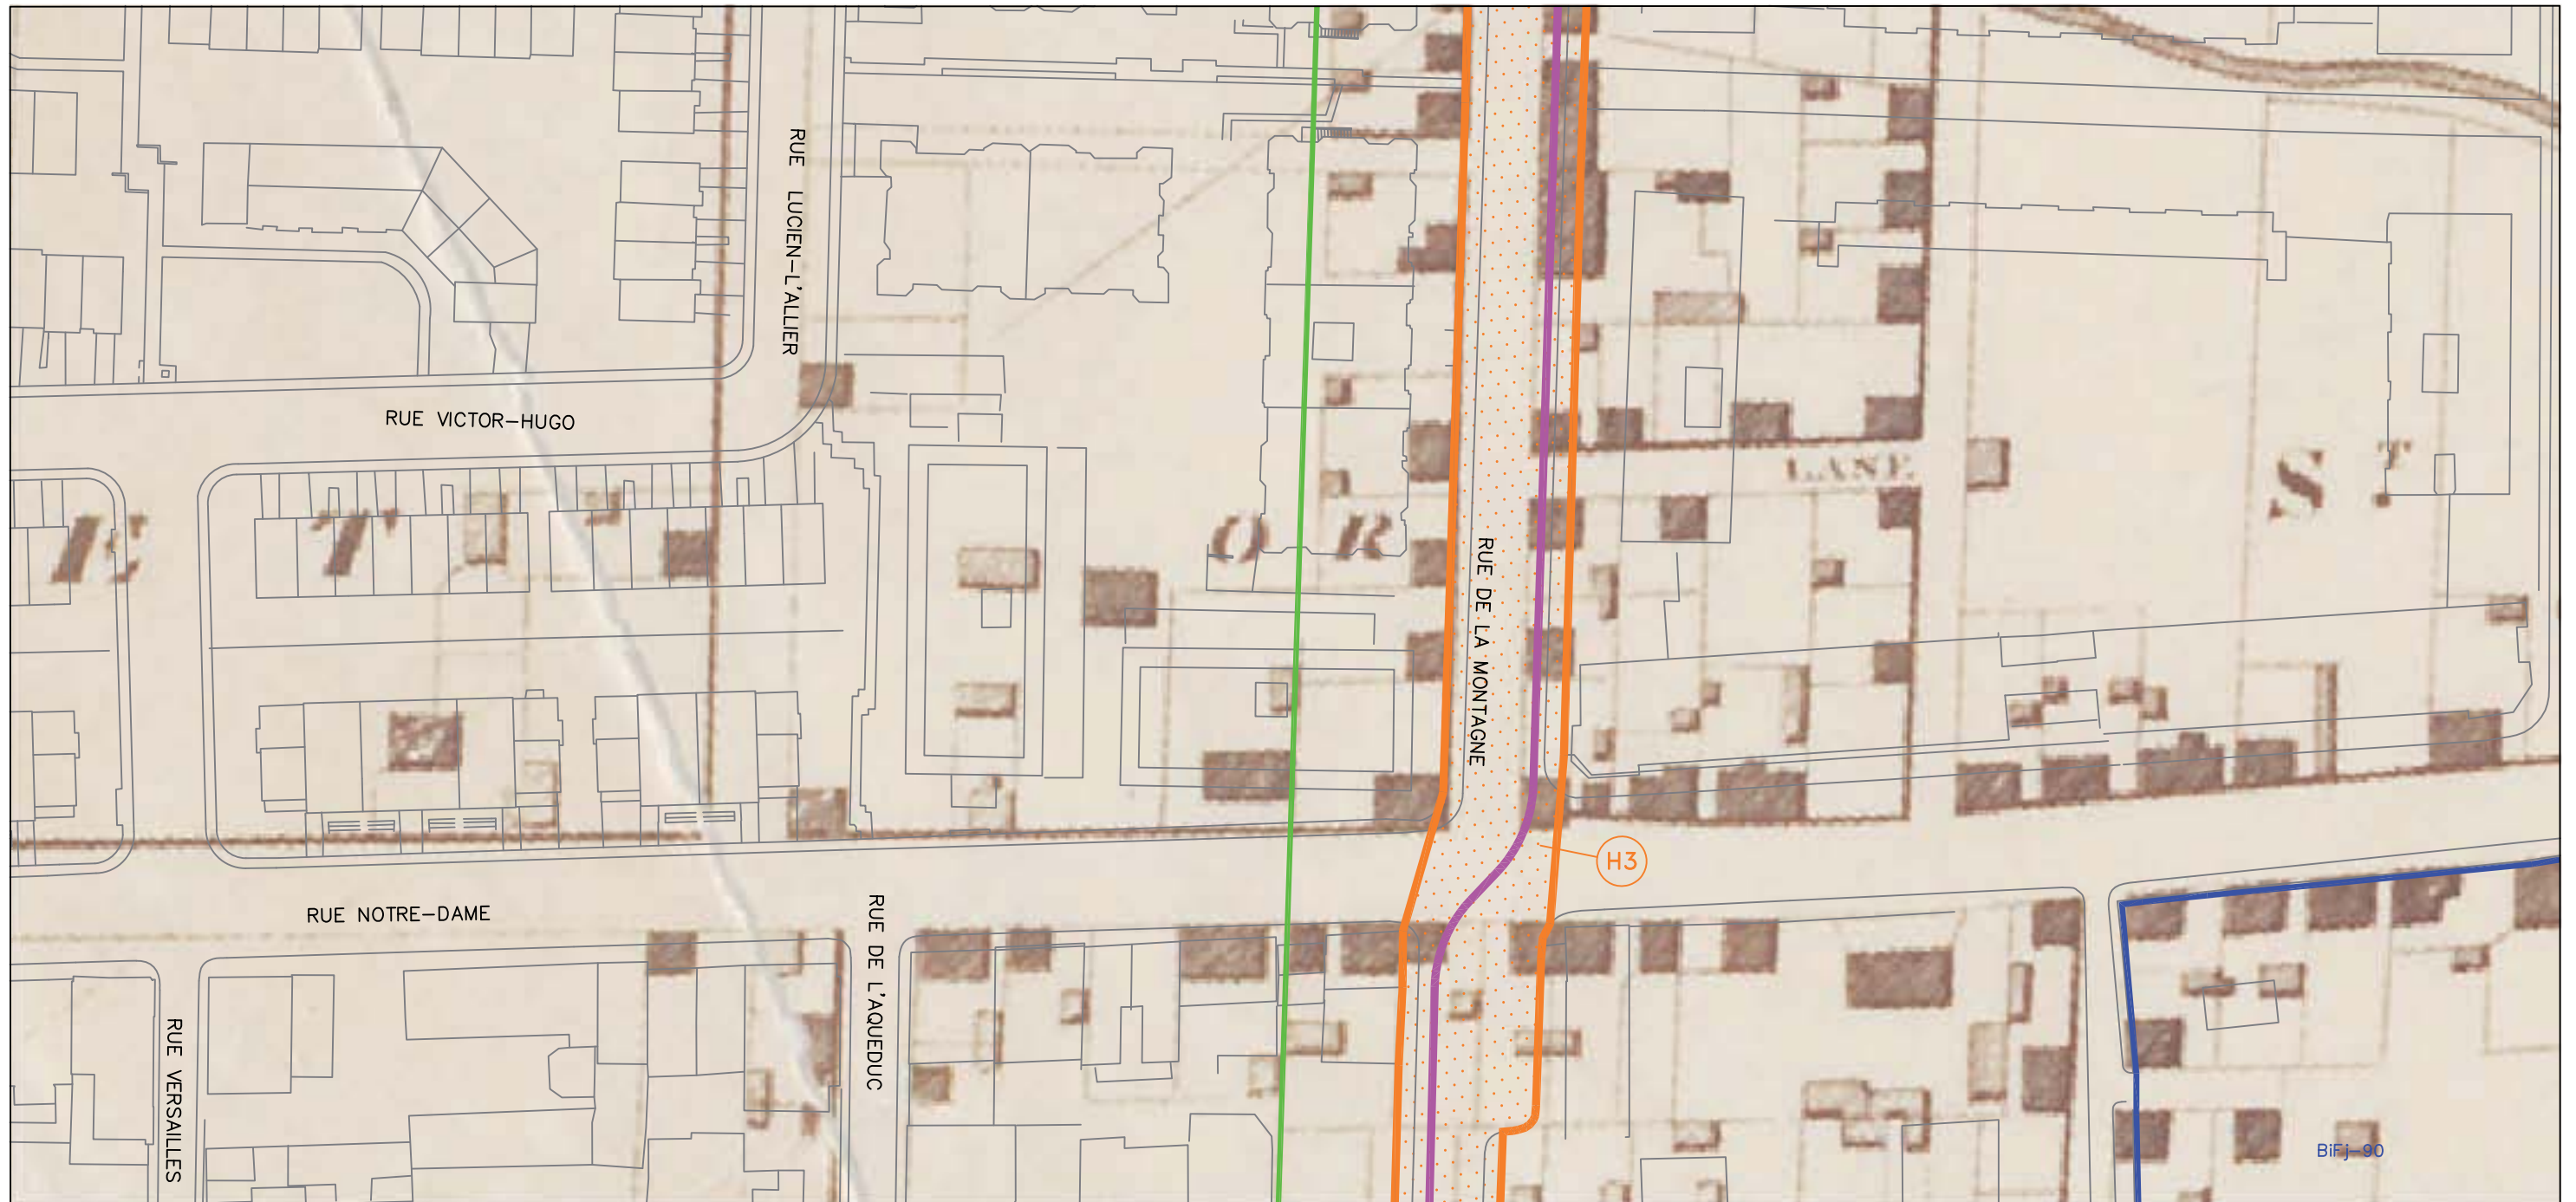 RUE LUCIEN-L'ALLIER
RUE VICTOR-HUGO
LANE
S T
E T
O R
RUE DE LA MONTAGNE
H3
RUE NOTRE-DAME
RUE DE L'AQUEDUC
RUE VERSAILLES
BiFj-90